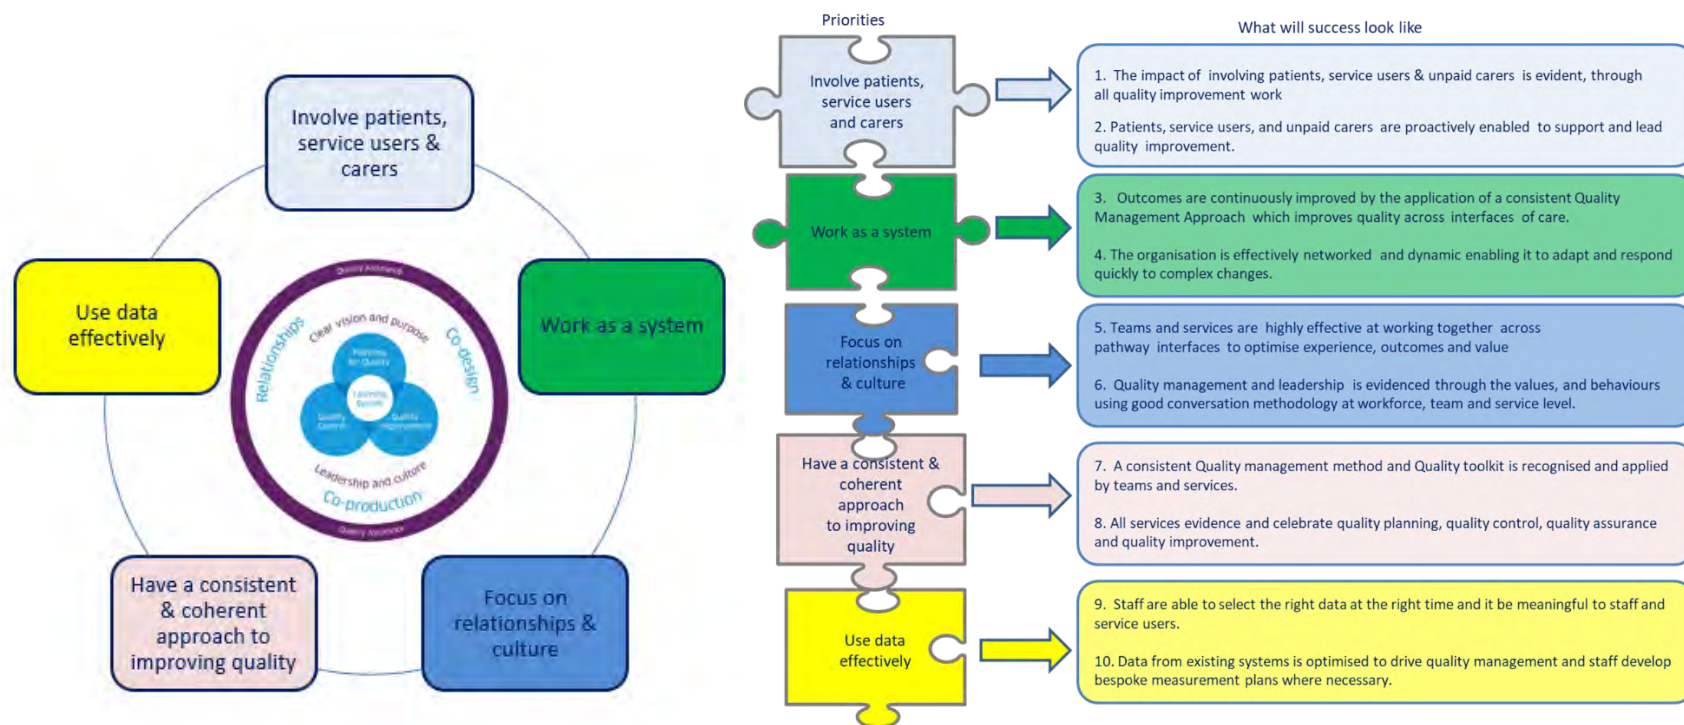 Involve patients,
service users &
carers
Use data
effectively
Work as a system
Have a consistent
& coherent
approach to
improving quality
Focus on
relationships &
culture
Quality Assurance
Relationships
Clear vision and purpose
Co-design
Planning
for Quality
Learning
System
Quality
Control
Quality
Improvement
Leadership and culture
Co-production
Quality Assurance
Priorities
What will success look like
Involve patients,
service users
and carers
1. The impact of involving patients, service users & unpaid carers is evident, through
all quality improvement work
2. Patients, service users, and unpaid carers are proactively enabled to support and lead
quality improvement.
Work as a system
3. Outcomes are continuously improved by the application of a consistent Quality
Management Approach which improves quality across interfaces of care.
4. The organisation is effectively networked and dynamic enabling it to adapt and respond
quickly to complex changes.
Focus on
relationships
& culture
5. Teams and services are highly effective at working together across
pathway interfaces to optimise experience, outcomes and value
6. Quality management and leadership is evidenced through the values, and behaviours
using good conversation methodology at workforce, team and service level.
Have a consistent &
coherent
approach
to improving
quality
7. A consistent Quality management method and Quality toolkit is recognised and applied
by teams and services.
8. All services evidence and celebrate quality planning, quality control, quality assurance
and quality improvement.
Use data
effectively
9. Staff are able to select the right data at the right time and it be meaningful to staff and
service users.
10. Data from existing systems is optimised to drive quality management and staff develop
bespoke measurement plans where necessary.